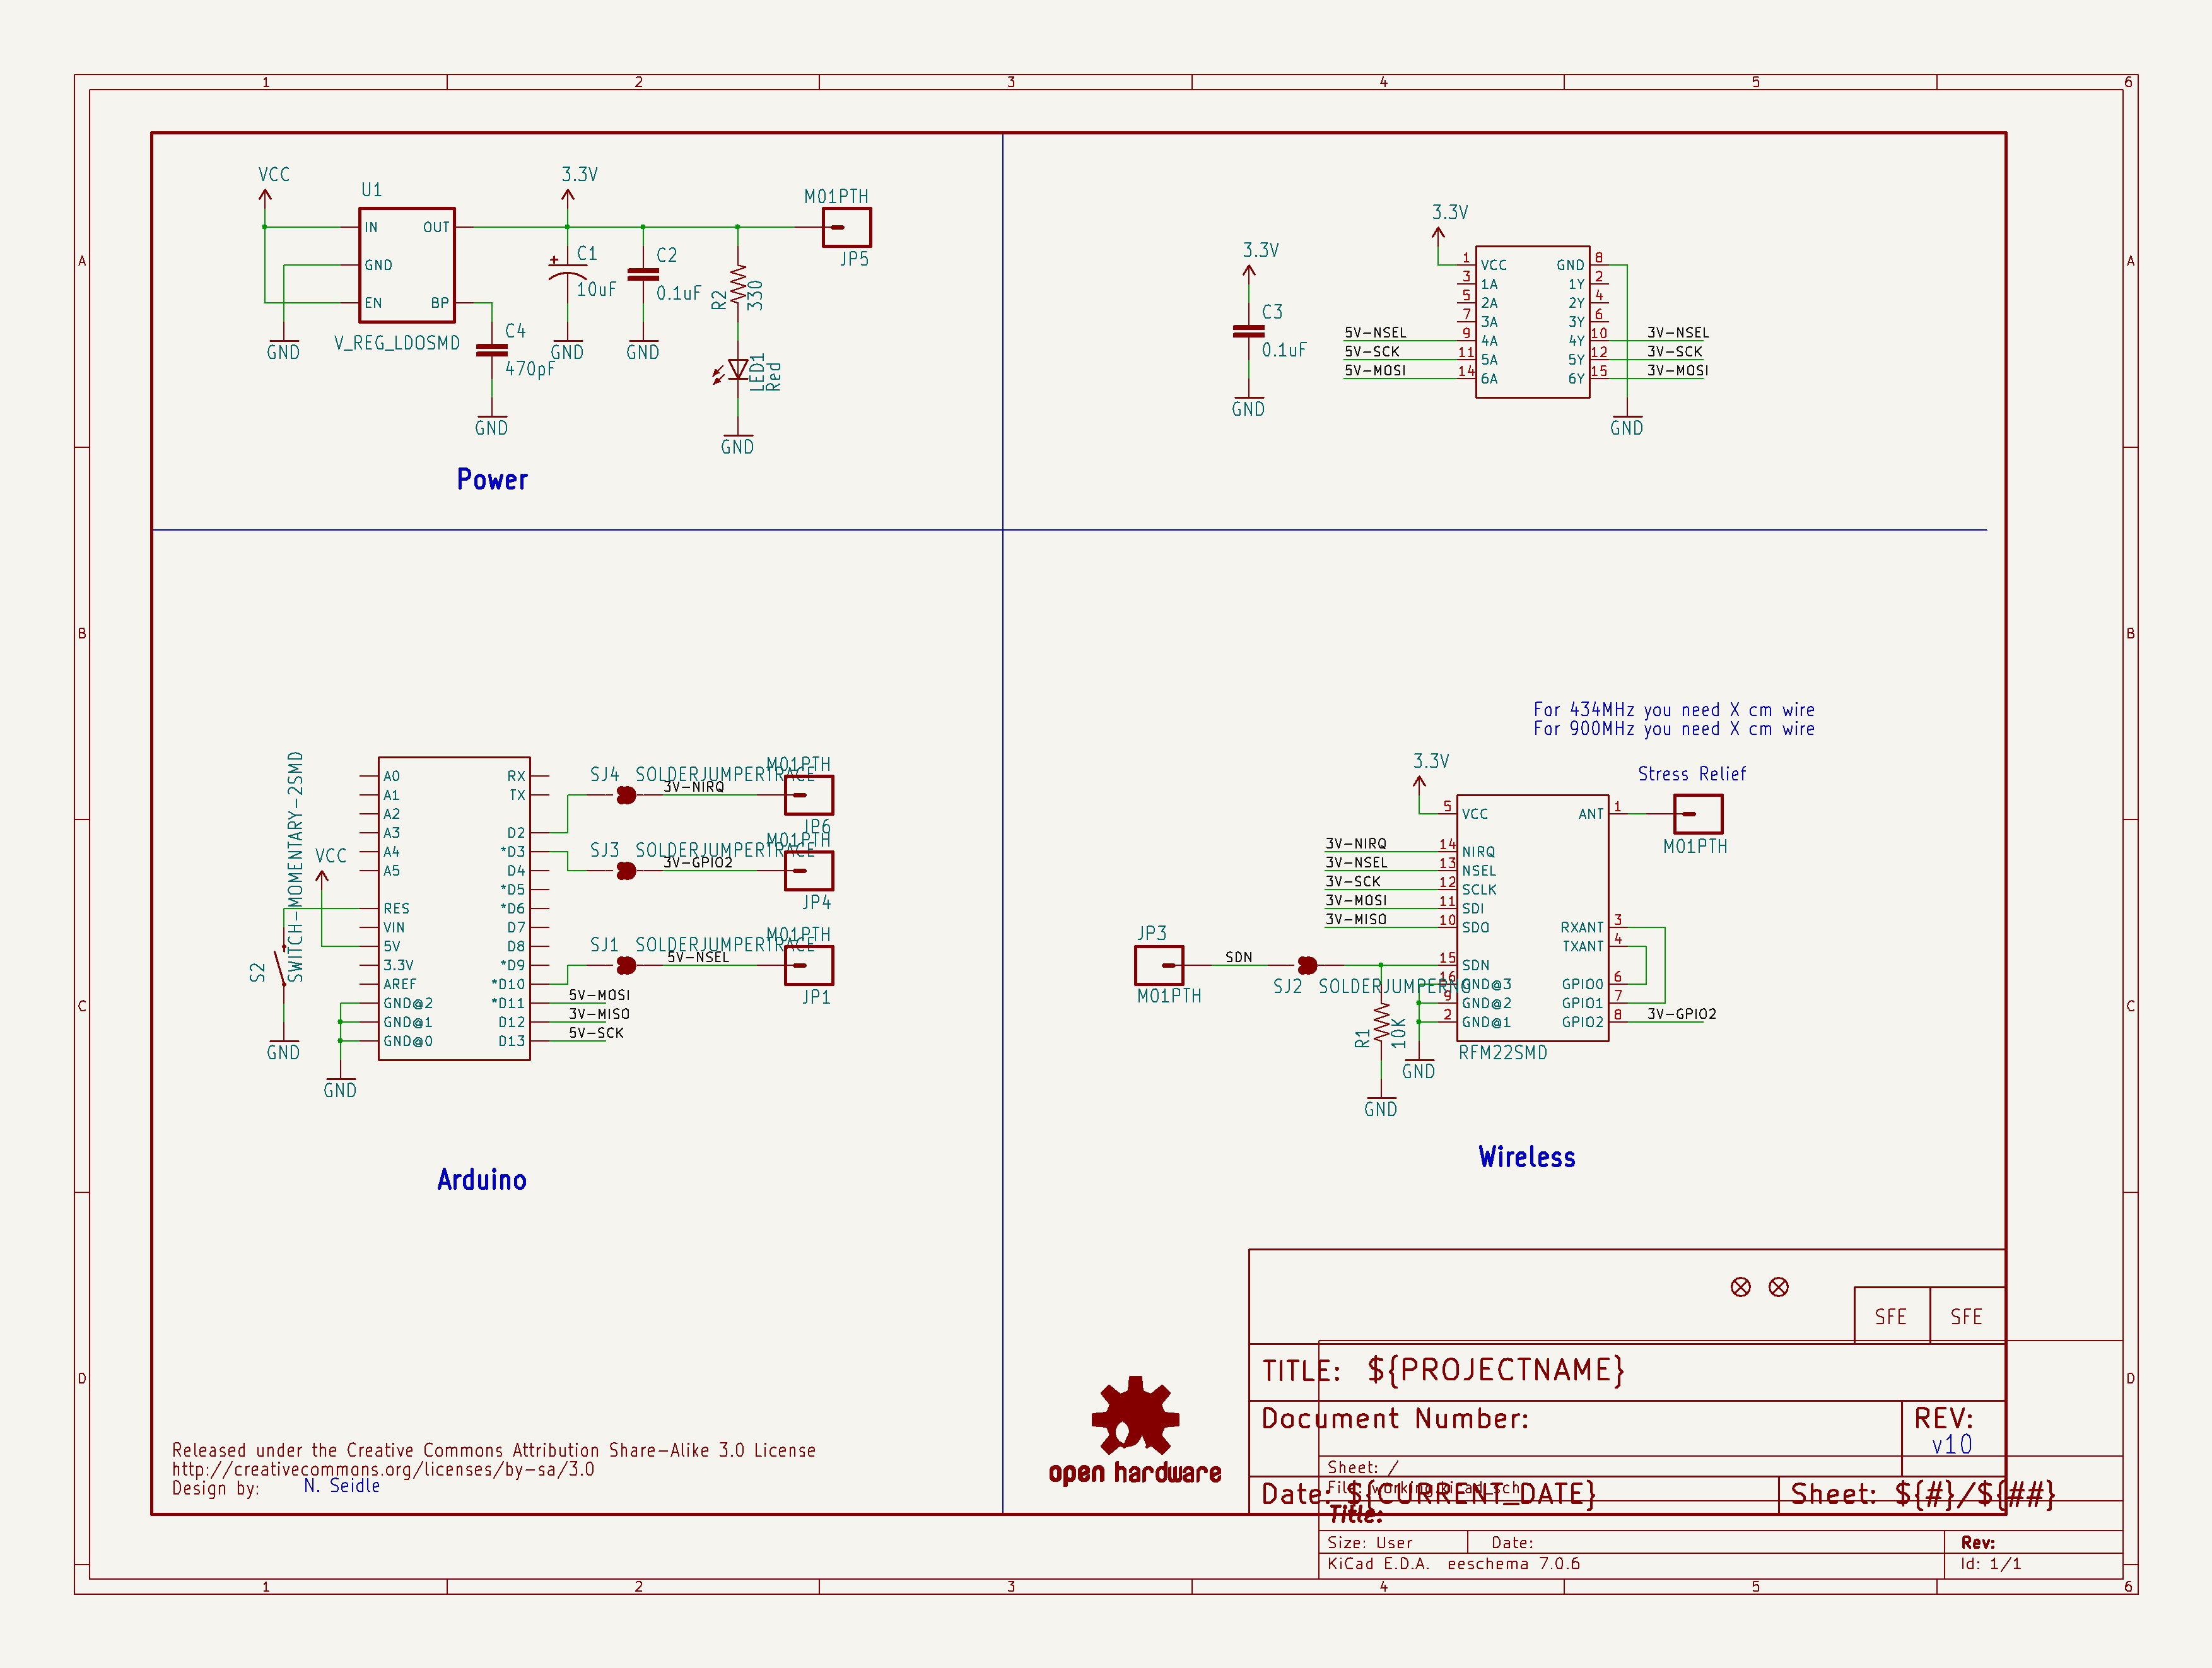 1 2 3 4 5 6
A A
B B
C C
D D
VCC
U1
IN
GND
EN
OUT
BP
V_REG_LDOSMD
GND
C4
470pF
GND
3.3V
C1
10uF
GND
C2
0.1uF
GND
R2
330
LED1
Red
GND
M01PTH
JP5
Power
3.3V
C3
0.1uF
GND
3.3V
1 VCC GND 8
3 1A 1Y 2
5 2A 2Y 4
7 3A 3Y 6
5V-NSEL 9 4A 4Y 10 3V-NSEL
5V-SCK 11 5A 5Y 12 3V-SCK
5V-MOSI 14 6A 6Y 15 3V-MOSI
GND
S2
SWITCH-MOMENTARY-2SMD
GND
VCC
A0 RX
A1 TX
A2
A3 D2
A4 *D3
A5 D4
*D5
RES *D6
VIN D7
5V D8
3.3V *D9
AREF *D10
GND@2 *D11 5V-MOSI
GND@1 D12 3V-MISO
GND@0 D13 5V-SCK
GND
SJ4 SOLDERJUMPERTRACE
3V-NIRQ
M01PTH
JP6
SJ3 SOLDERJUMPERTRACE
3V-GPIO2
M01PTH
JP4
SJ1 SOLDERJUMPERTRACE
5V-NSEL
M01PTH
JP1
Arduino
For 434MHz you need X cm wire
For 900MHz you need X cm wire
Stress Relief
3.3V
5 VCC ANT 1
M01PTH
3V-NIRQ 14 NIRQ
3V-NSEL 13 NSEL
3V-SCK 12 SCLK
3V-MOSI 11 SDI
3V-MISO 10 SDO RXANT 3
TXANT 4
15 SDN
16 GND@3 GPIO0 6
9 GND@2 GPIO1 7
2 GND@1 GPIO2 8 3V-GPIO2
RFM22SMD
JP3
M01PTH
SDN
SJ2 SOLDERJUMPERNO
R1
10K
GND
GND
Wireless
SFE SFE
TITLE: ${PROJECTNAME}
Document Number:
REV:
v10
Date: ${CURRENT_DATE}
Sheet: ${#}/${##}
Sheet: /
File: working.kicad_sch
Title:
Size: User Date: Rev:
KiCad E.D.A. eeschema 7.0.6 Id: 1/1
open hardware
Released under the Creative Commons Attribution Share-Alike 3.0 License
http://creativecommons.org/licenses/by-sa/3.0
Design by: N. Seidle
1 2 3 4 5 6